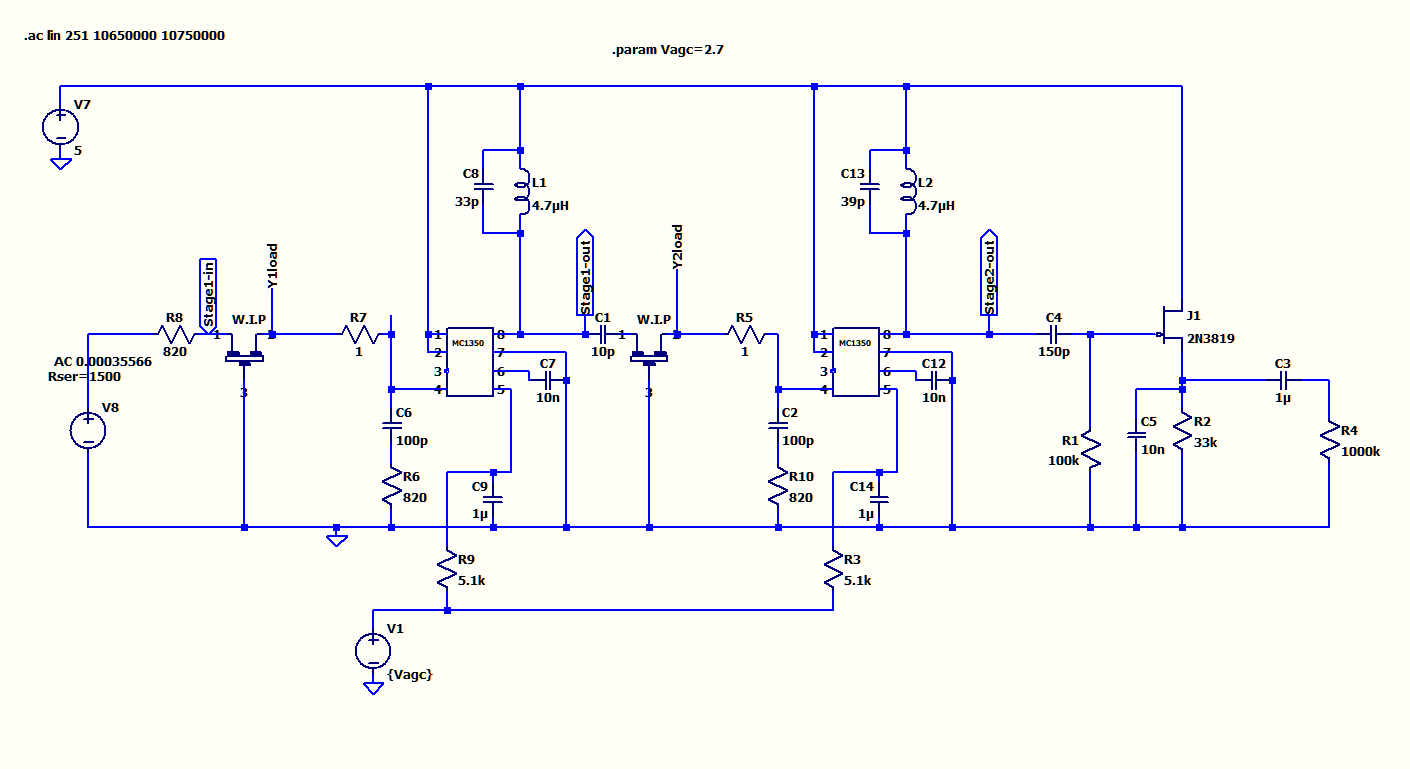 .ac lin 251 10650000 10750000
.param Vagc=2.7
V7
5
C8
33p
L1
4.7µH
C13
39p
L2
4.7µH
Stage1-in
Y1load
Stage1-out
Y2load
Stage2-out
R8
820
1
W.I.P
2
3
R7
1
1
2
3
4
MC1350
8
7
6
5
C7
10n
C1
10p
1
W.I.P
2
3
R5
1
1
2
3
4
MC1350
8
7
6
5
C12
10n
C4
150p
J1
2N3819
AC 0.00035566
Rser=1500
V8
C6
100p
R6
820
C9
1µ
C2
100p
R10
820
C14
1µ
R1
100k
C5
10n
R2
33k
C3
1µ
R4
1000k
R9
5.1k
R3
5.1k
V1
{Vagc}